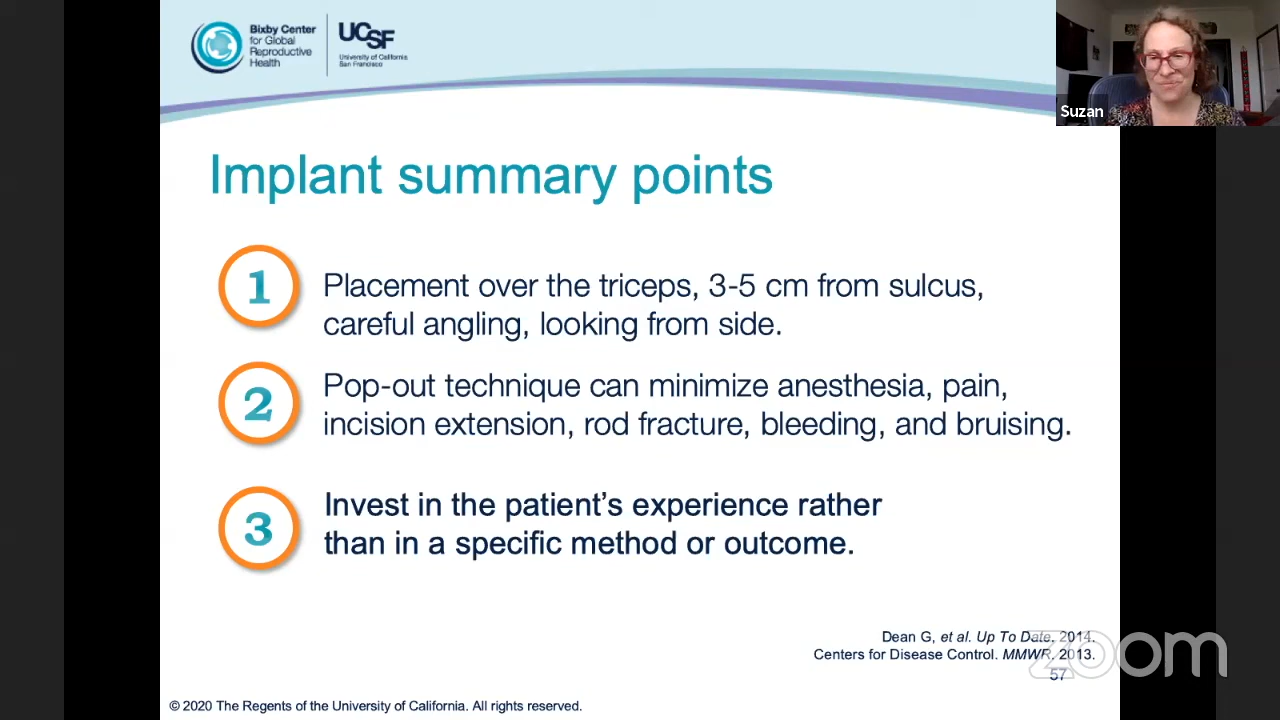 Bixby Center
for Global
Reproductive
Health
UCSF
University of California
San Francisco
Suzan
Implant summary points
1
Placement over the triceps, 3-5 cm from sulcus,
careful angling, looking from side.
2
Pop-out technique can minimize anesthesia, pain,
incision extension, rod fracture, bleeding, and bruising.
3
Invest in the patient’s experience rather
than in a specific method or outcome.
Dean G, et al. Up To Date. 2014.
Centers for Disease Control. MMWR. 2013.
zoom
57
© 2020 The Regents of the University of California. All rights reserved.